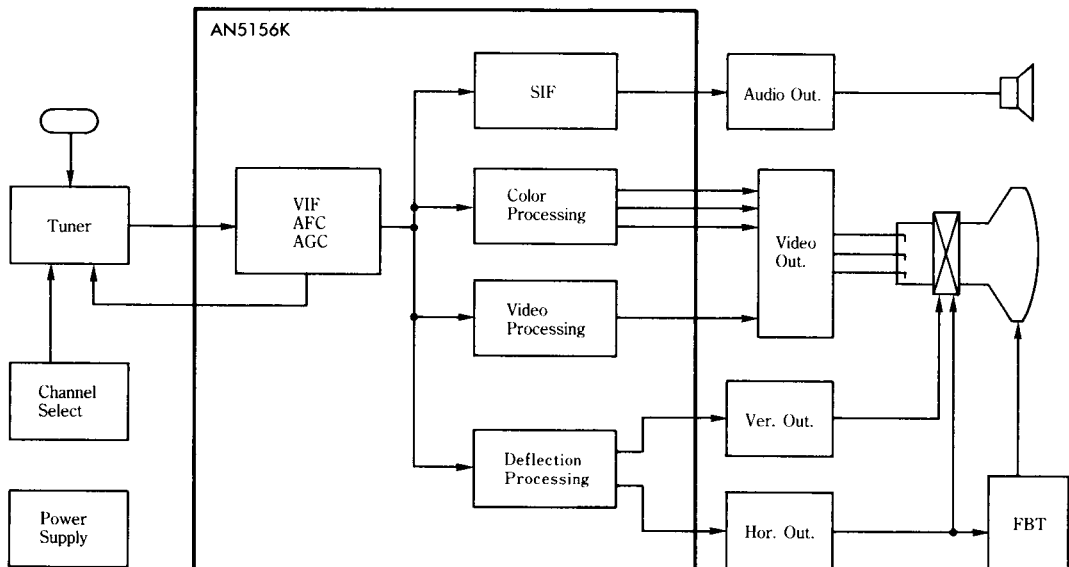 AN5156K
SIF
Audio Out.
Tuner
VIF
AFC
AGC
Color
Processing
Video
Out.
Video
Processing
Channel
Select
Ver. Out.
Deflection
Processing
Power
Supply
Hor. Out.
FBT